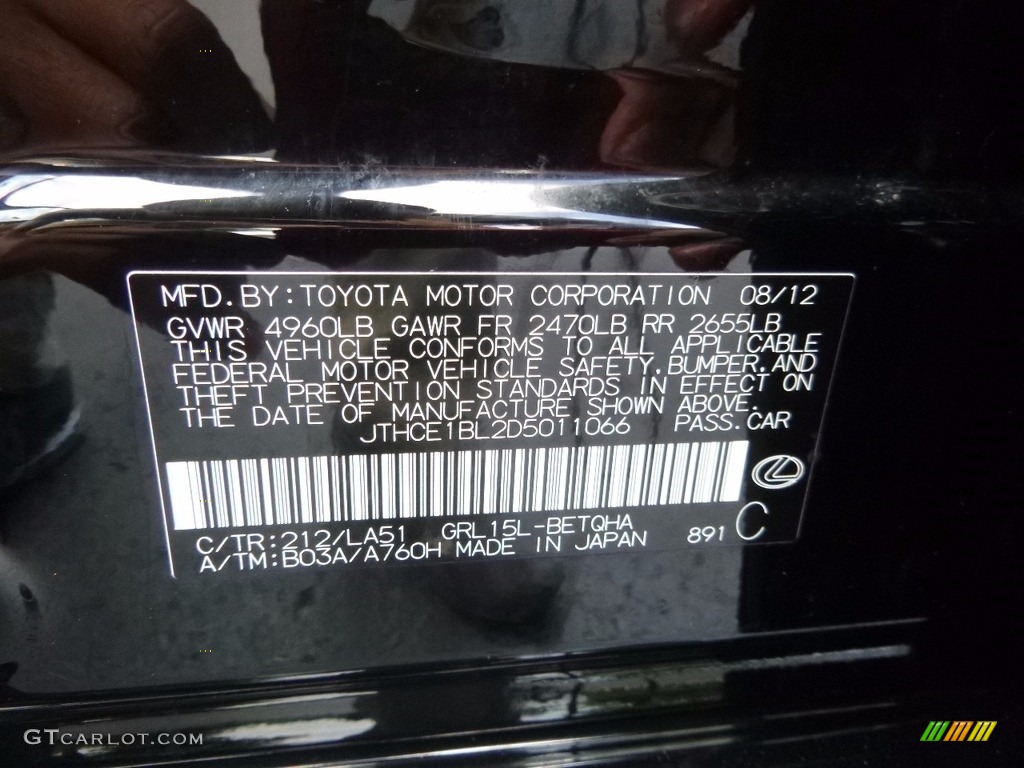 MFD.BY:TOYOTA MOTOR CORPORATION 08/12
GVWR 4960LB GAWR FR 2470LB RR 2655LB
THIS VEHICLE CONFORMS TO ALL APPLICABLE
FEDERAL MOTOR VEHICLE SAFETY,BUMPER,AND
THEFT PREVENTION STANDARDS IN EFFECT ON
THE DATE OF MANUFACTURE SHOWN ABOVE.
JTHCE1BL2D5011066 PASS.CAR
C/TR:212/LA51 GRL15L-BETQHA 891 C
A/TM:B03A/A760H MADE IN JAPAN
GTCARLOT.COM